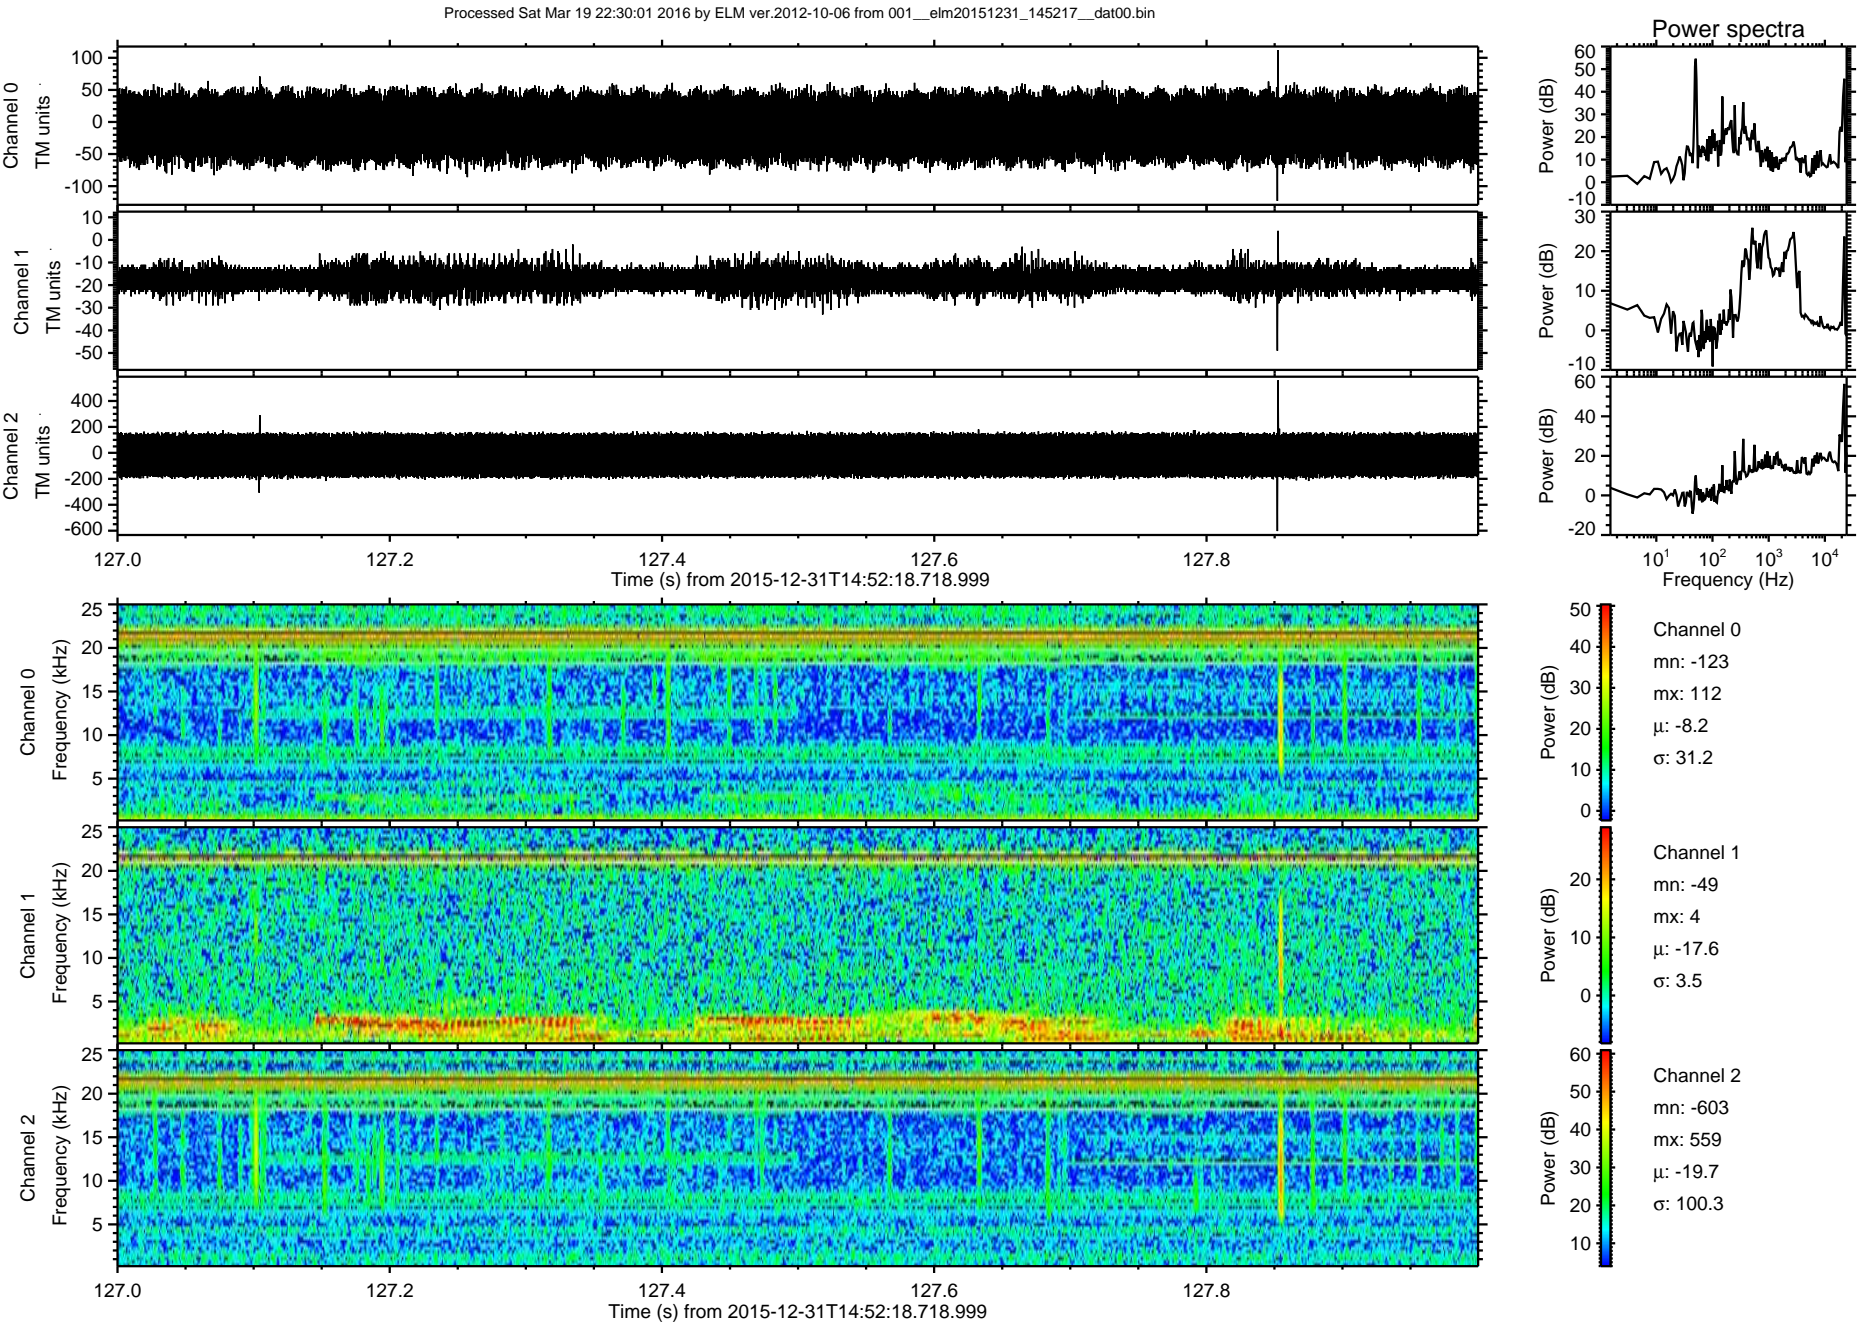 Processed Sat Mar 19 22:30:01 2016 by ELM ver.2012-10-06 from 001__elm20151231_145217__dat00.bin
Power spectra
Channel 0
TM units
100
50
0
-50
-100
Power (dB)
60
50
40
30
20
10
0
-10
Channel 1
TM units
10
0
-10
-20
-30
-40
-50
Power (dB)
30
20
10
0
-10
Channel 2
TM units
400
200
0
-200
-400
-600
Power (dB)
60
40
20
0
-20
127.0 127.2 127.4 127.6 127.8
Time (s) from 2015-12-31T14:52:18.718.999
10¹ 10² 10³ 10⁴
Frequency (Hz)
Channel 0
Frequency (kHz)
25
20
15
10
5
Power (dB)
50
40
30
20
10
0
Channel 0
mn: -123
mx: 112
μ: -8.2
σ: 31.2
Channel 1
Frequency (kHz)
25
20
15
10
5
Power (dB)
20
10
0
Channel 1
mn: -49
mx: 4
μ: -17.6
σ: 3.5
Channel 2
Frequency (kHz)
25
20
15
10
5
Power (dB)
60
50
40
30
20
10
Channel 2
mn: -603
mx: 559
μ: -19.7
σ: 100.3
127.0 127.2 127.4 127.6 127.8
Time (s) from 2015-12-31T14:52:18.718.999